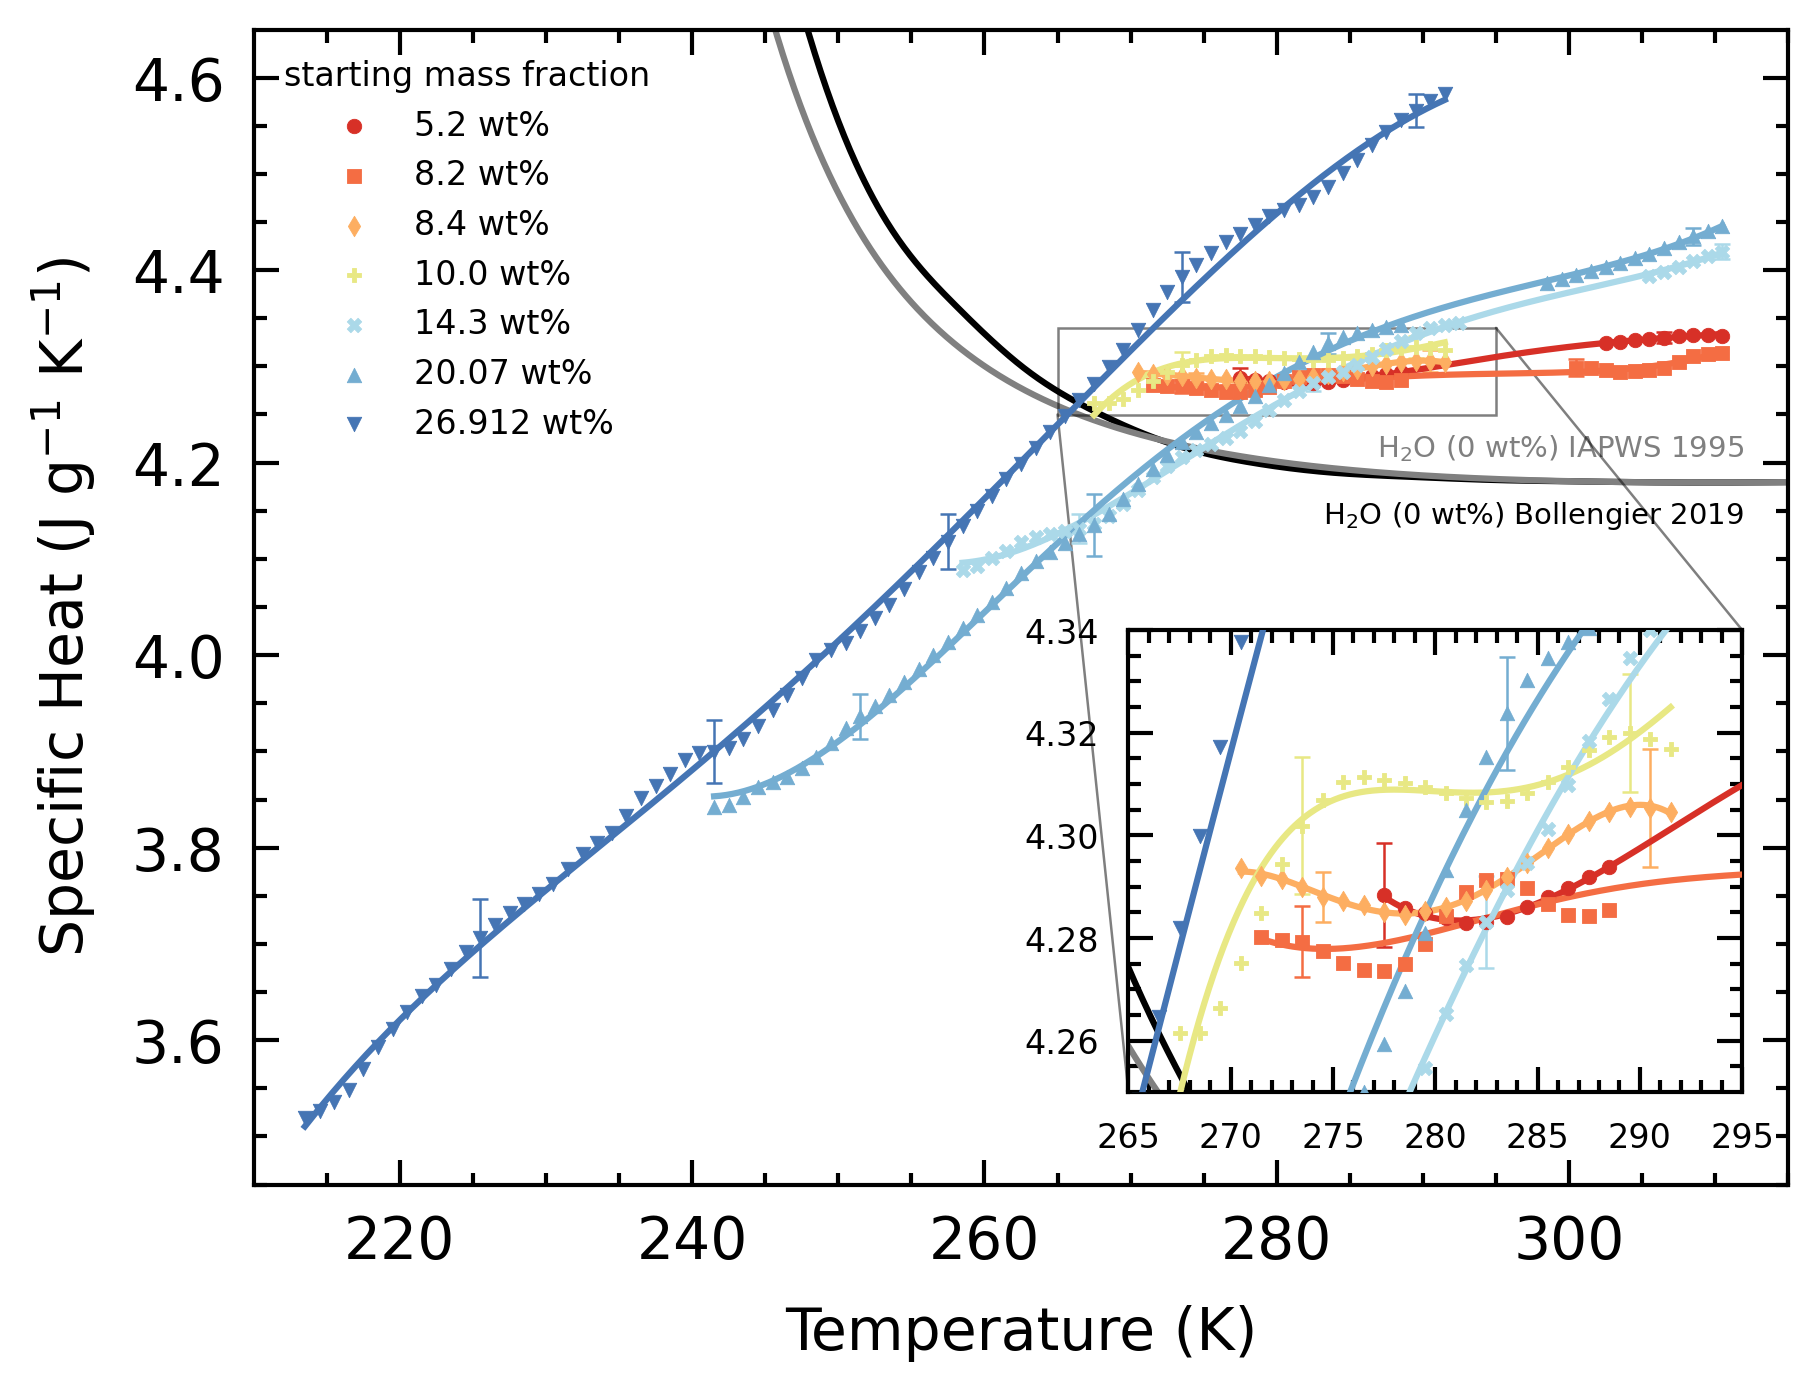 4.6
4.4
4.2
4.0
3.8
3.6
Specific Heat (J g⁻¹ K⁻¹)
starting mass fraction
5.2 wt%
8.2 wt%
8.4 wt%
10.0 wt%
14.3 wt%
20.07 wt%
26.912 wt%
H₂O (0 wt%) IAPWS 1995
H₂O (0 wt%) Bollengier 2019
4.34
4.32
4.30
4.28
4.26
265 270 275 280 285 290 295
220 240 260 280 300
Temperature (K)